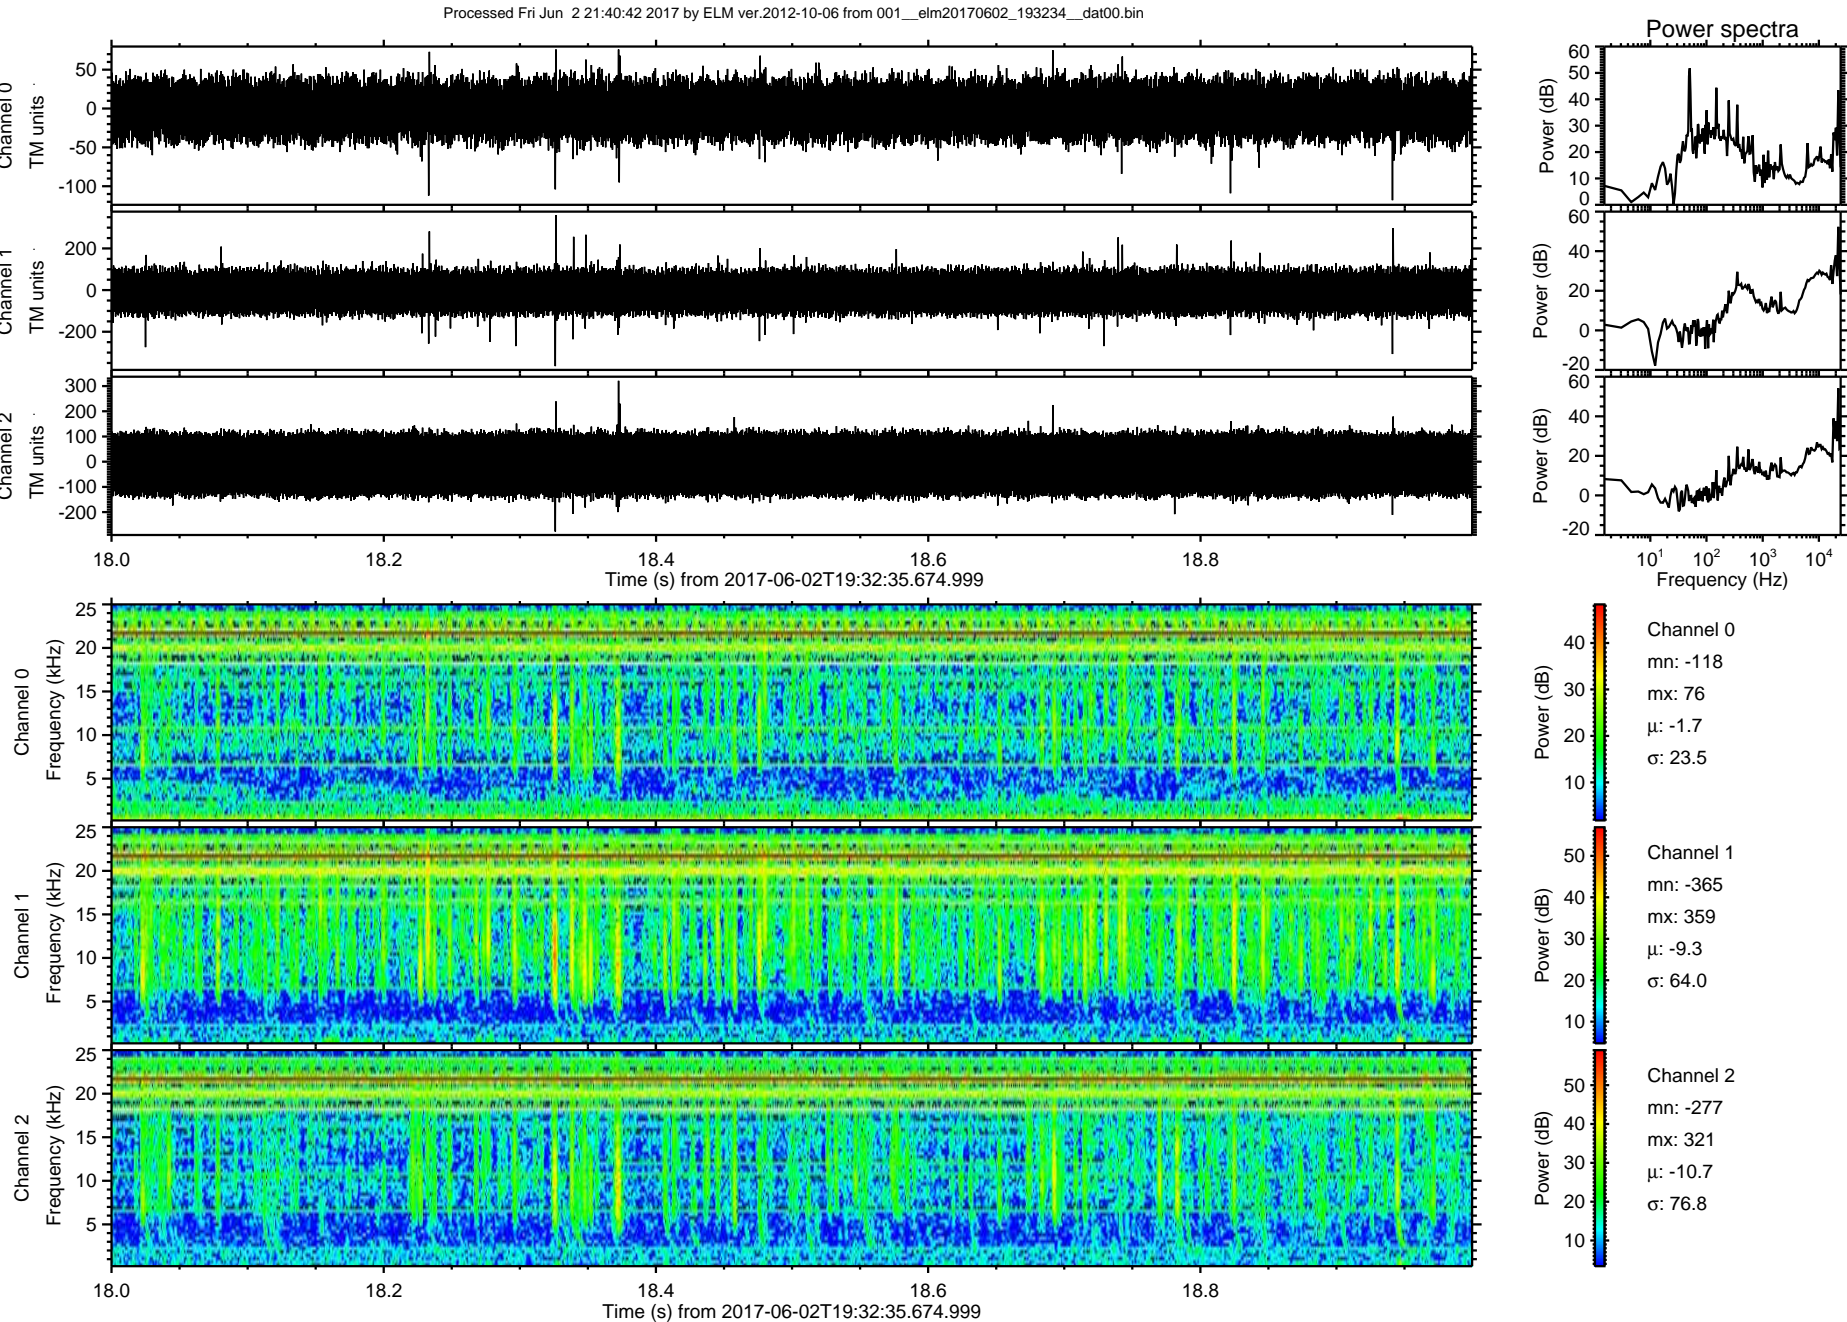 Processed Fri Jun  2 21:40:42 2017 by ELM ver.2012-10-06 from 001__elm20170602_193234__dat00.bin
Power spectra
Channel 0
TM units
50
0
-50
-100
Power (dB)
60
50
40
30
20
10
0
Channel 1
TM units
200
0
-200
Power (dB)
60
40
20
0
-20
Channel 2
TM units
300
200
100
0
-100
-200
Power (dB)
60
40
20
0
-20
18.0 18.2 18.4 18.6 18.8
Time (s) from 2017-06-02T19:32:35.674.999
10^1 10^2 10^3 10^4
Frequency (Hz)
Channel 0
Frequency (kHz)
25
20
15
10
5
Power (dB)
40
30
20
10
Channel 0
mn: -118
mx: 76
μ: -1.7
σ: 23.5
Channel 1
Frequency (kHz)
25
20
15
10
5
Power (dB)
50
40
30
20
10
Channel 1
mn: -365
mx: 359
μ: -9.3
σ: 64.0
Channel 2
Frequency (kHz)
25
20
15
10
5
Power (dB)
50
40
30
20
10
Channel 2
mn: -277
mx: 321
μ: -10.7
σ: 76.8
18.0 18.2 18.4 18.6 18.8
Time (s) from 2017-06-02T19:32:35.674.999